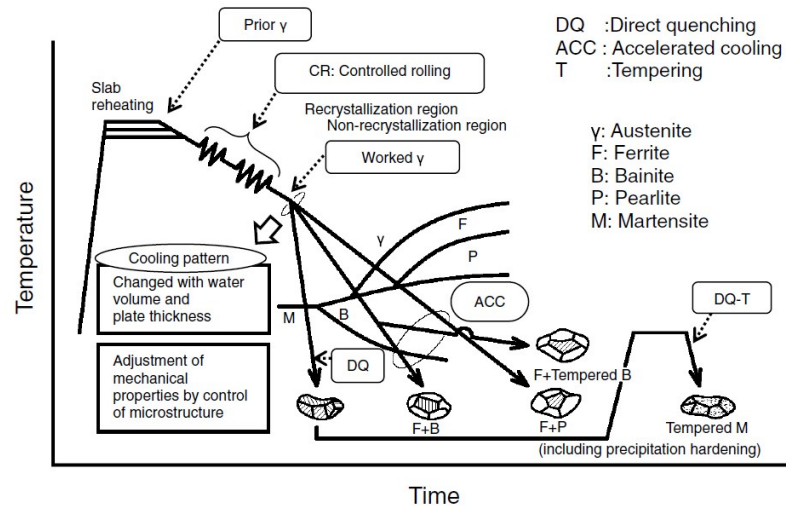 Prior γ
DQ :Direct quenching
ACC : Accelerated cooling
T :Tempering
CR: Controlled rolling
Slab
reheating
Recrystallization region
Non-recrystallization region
Worked γ
γ: Austenite
F: Ferrite
B: Bainite
P: Pearlite
M: Martensite
Temperature
γ
F
P
Cooling pattern
Changed with water
volume and
plate thickness
M
B
ACC
DQ-T
Adjustment of
mechanical
properties by control
of microstructure
DQ
F+Tempered B
F+B
F+P
Tempered M
(including precipitation hardening)
Time